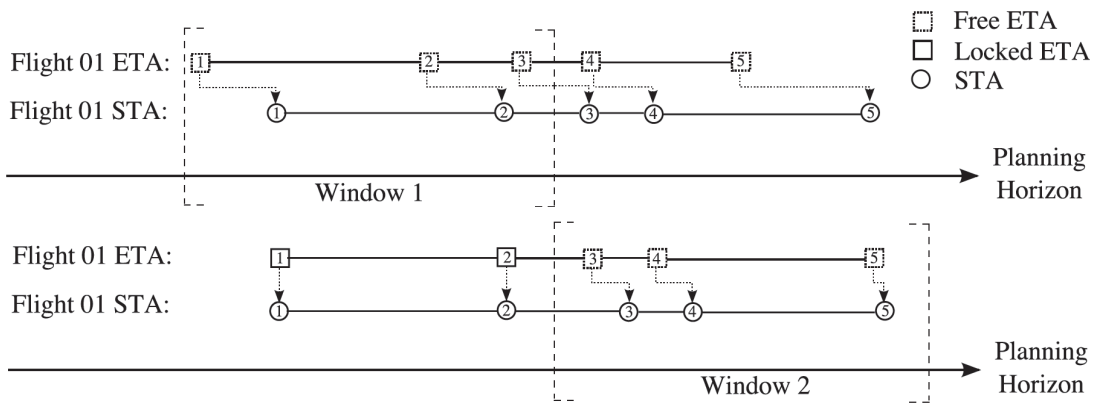 Free ETA
Flight 01 ETA: 1 2 3 4 5
Locked ETA
STA
Flight 01 STA: 1 2 3 4 5
Planning
Window 1
Horizon
Flight 01 ETA: 1 2 3 4 5
Flight 01 STA: 1 2 3 4 5
Planning
Window 2
Horizon